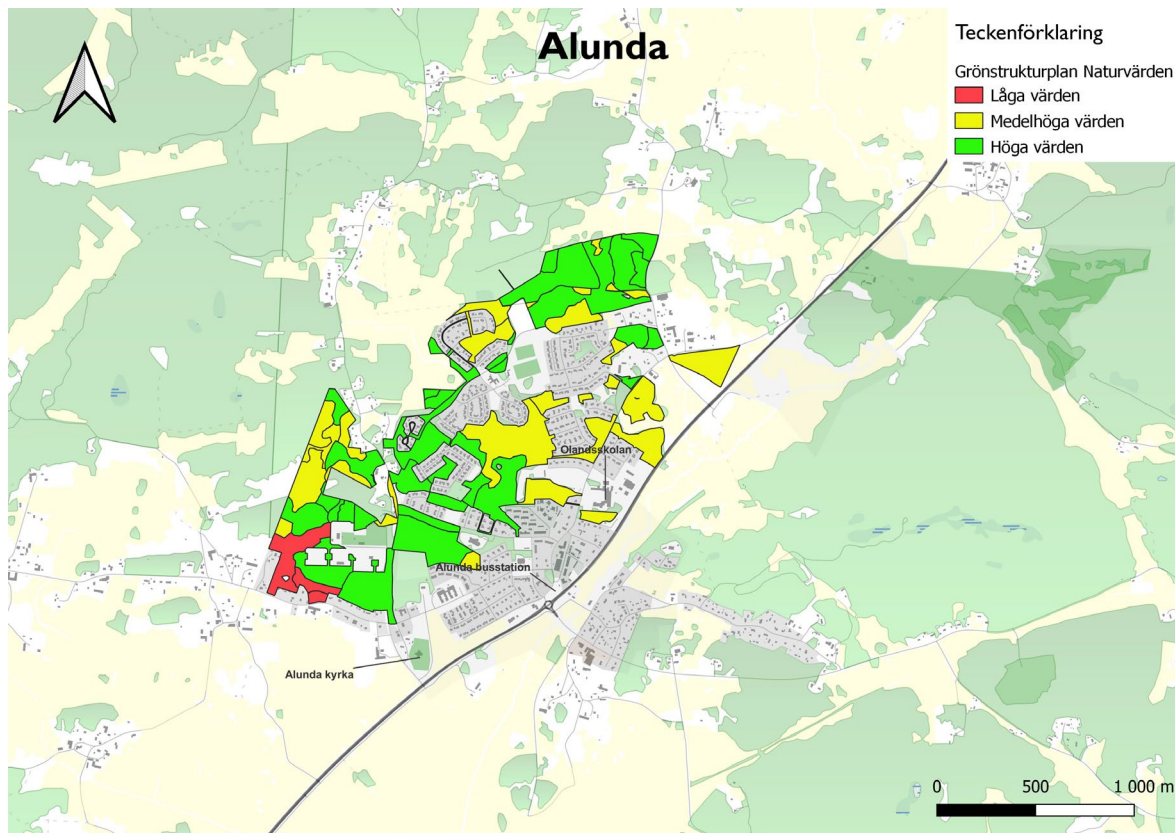 Alunda
Teckenförklaring
Grönstrukturplan Naturvärden
Låga värden
Medelhöga värden
Höga värden
Olandsskolan
Alunda busstation
Alunda kyrka
0 500 1 000 m